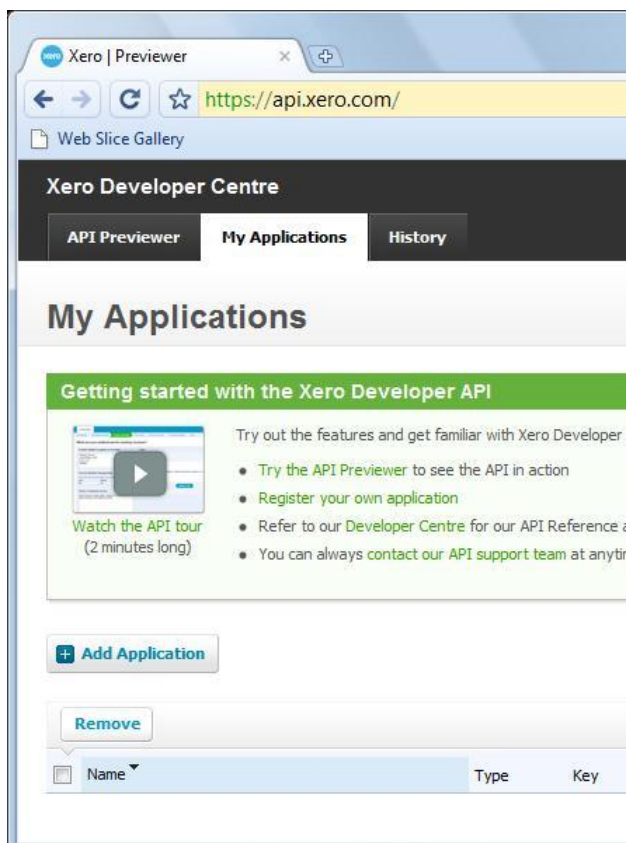 Xero | Previewer
https://api.xero.com/
Web Slice Gallery
Xero Developer Centre
API Previewer My Applications History
My Applications
Getting started with the Xero Developer API
Try out the features and get familiar with Xero Developer
Try the API Previewer to see the API in action
Register your own application
Watch the API tour
(2 minutes long)
Refer to our Developer Centre for our API Reference a
You can always contact our API support team at anytin
Add Application
Remove
Name Type Key